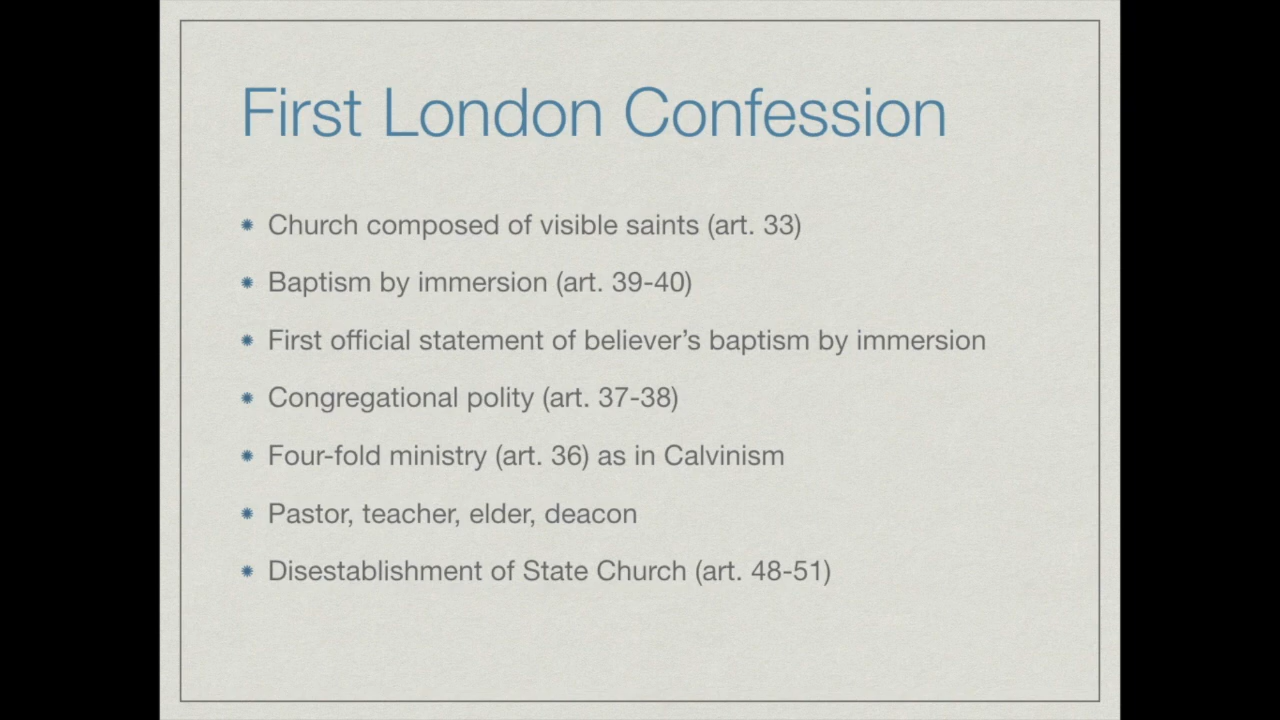 First London Confession
Church composed of visible saints (art. 33)
Baptism by immersion (art. 39-40)
First official statement of believer’s baptism by immersion
Congregational polity (art. 37-38)
Four-fold ministry (art. 36) as in Calvinism
Pastor, teacher, elder, deacon
Disestablishment of State Church (art. 48-51)